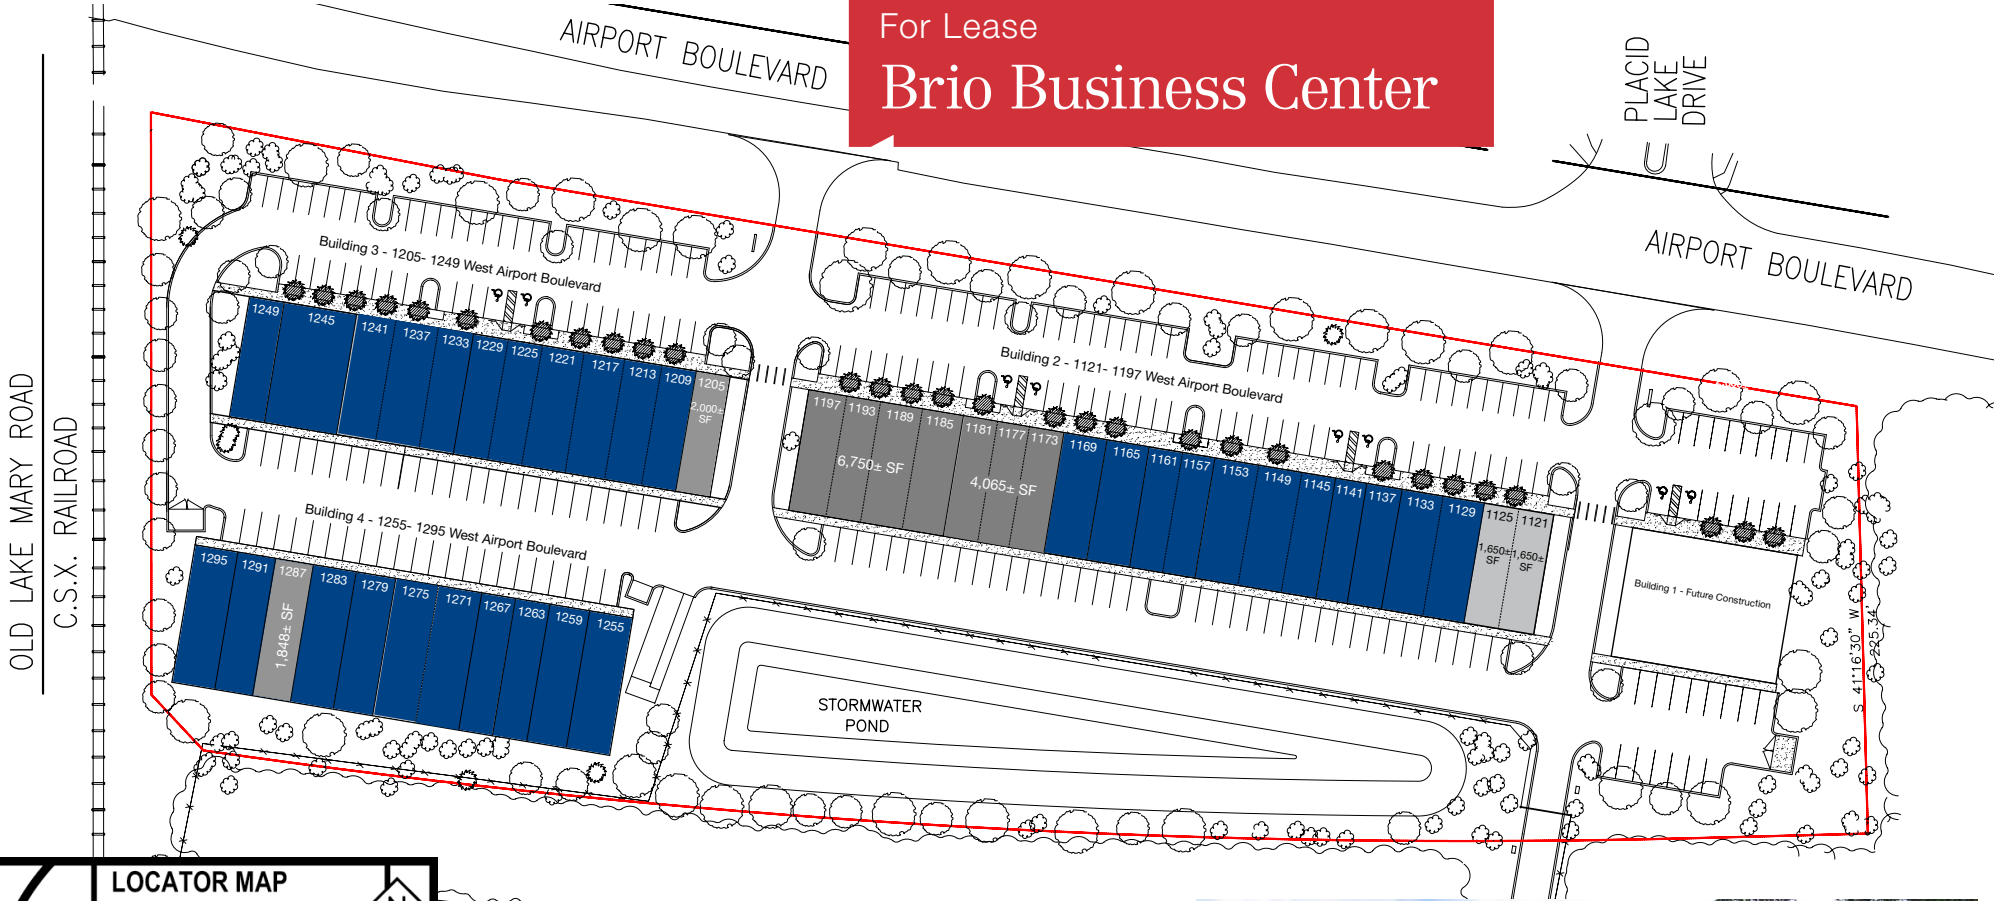 For Lease
Brio Business Center
AIRPORT BOULEVARD
PLACID
LAKE
DRIVE
AIRPORT BOULEVARD
OLD LAKE MARY ROAD
C.S.X. RAILROAD
Building 3 - 1205- 1249 West Airport Boulevard
1249
1245
1241
1237
1233
1229
1225
1221
1217
1213
1209
1205
2,000±
SF
Building 2 - 1121- 1197 West Airport Boulevard
1197
1193
1189
1185
1181
1177
1173
1169
1165
1161
1157
1153
1149
1145
1141
1137
1133
1129
1125
1121
6,750± SF
4,065± SF
1,650±
SF
1,650±
SF
Building 4 - 1255- 1295 West Airport Boulevard
1295
1291
1287
1283
1279
1275
1271
1267
1263
1259
1255
1,848± SF
Building 1 - Future Construction
STORMWATER
POND
S 41°16'30" W
225.34'
LOCATOR MAP
N